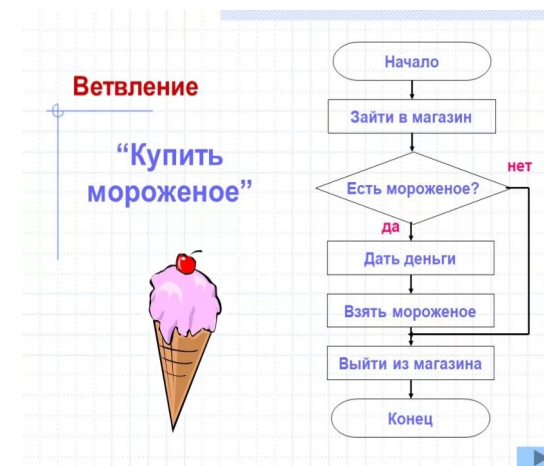 Ветвление
“Купить
мороженое”
Начало
Зайти в магазин
Есть мороженое?
нет
да
Дать деньги
Взять мороженое
Выйти из магазина
Конец